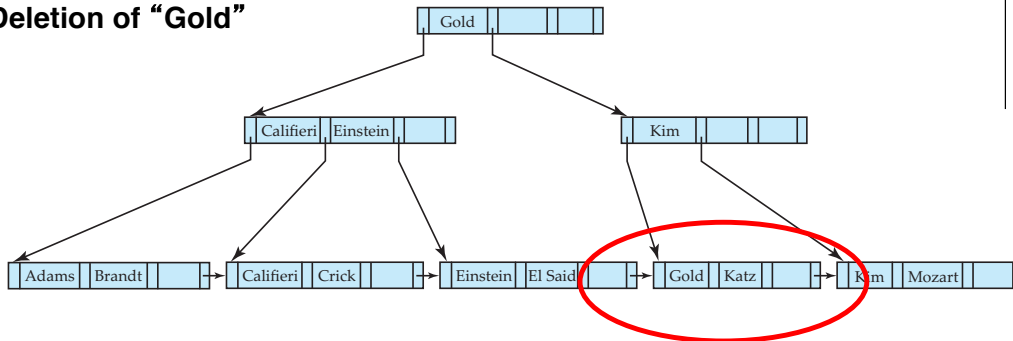 Deletion of “Gold”
Gold
Califieri Einstein
Kim
Adams Brandt
Califieri Crick
Einstein El Said
Gold Katz
Kim Mozart